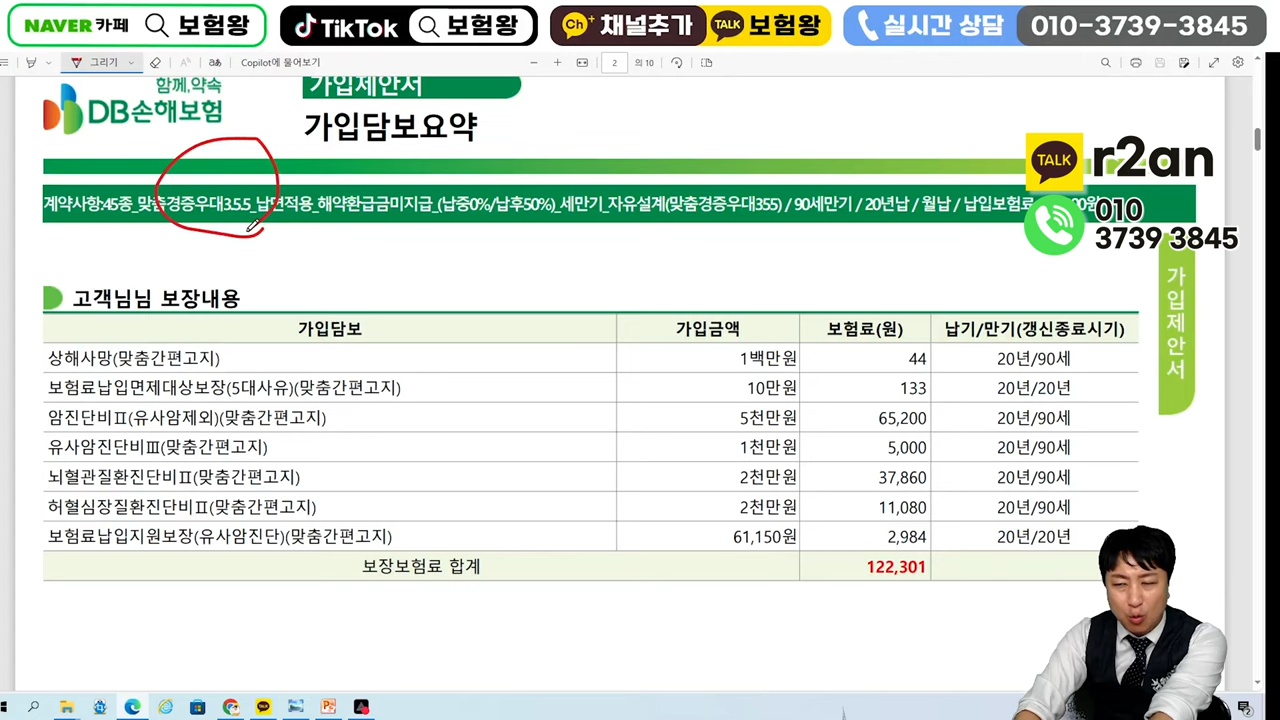 NAVER 카페 보험왕
TikTok 보험왕
Ch+ 채널추가 TALK 보험왕
실시간 상담 010-3739-3845
그리기 Copilot에 물어보기 2 의 10
함께,약속
DB손해보험
가입제안서
가입담보요약
TALK r2an
010
3739 3845
계약사항:45종_맞춤경증우대3.5.5_납면적용_해약환급금미지급_(납중0%/납후50%)_세만기_자유설계(맞춤경증우대355) / 90세만기 / 20년납 / 월납 / 납입보험료
가입제안서
고객님님 보장내용
가입담보 가입금액 보험료(원) 납기/만기(갱신종료시기)
상해사망(맞춤간편고지) 1백만원 44 20년/90세
보험료납입면제대상보장(5대사유)(맞춤간편고지) 10만원 133 20년/20년
암진단비Ⅱ(유사암제외)(맞춤간편고지) 5천만원 65,200 20년/90세
유사암진단비Ⅲ(맞춤간편고지) 1천만원 5,000 20년/90세
뇌혈관질환진단비Ⅱ(맞춤간편고지) 2천만원 37,860 20년/90세
허혈심장질환진단비Ⅱ(맞춤간편고지) 2천만원 11,080 20년/90세
보험료납입지원보장(유사암진단)(맞춤간편고지) 61,150원 2,984 20년/20년
보장보험료 합계 122,301